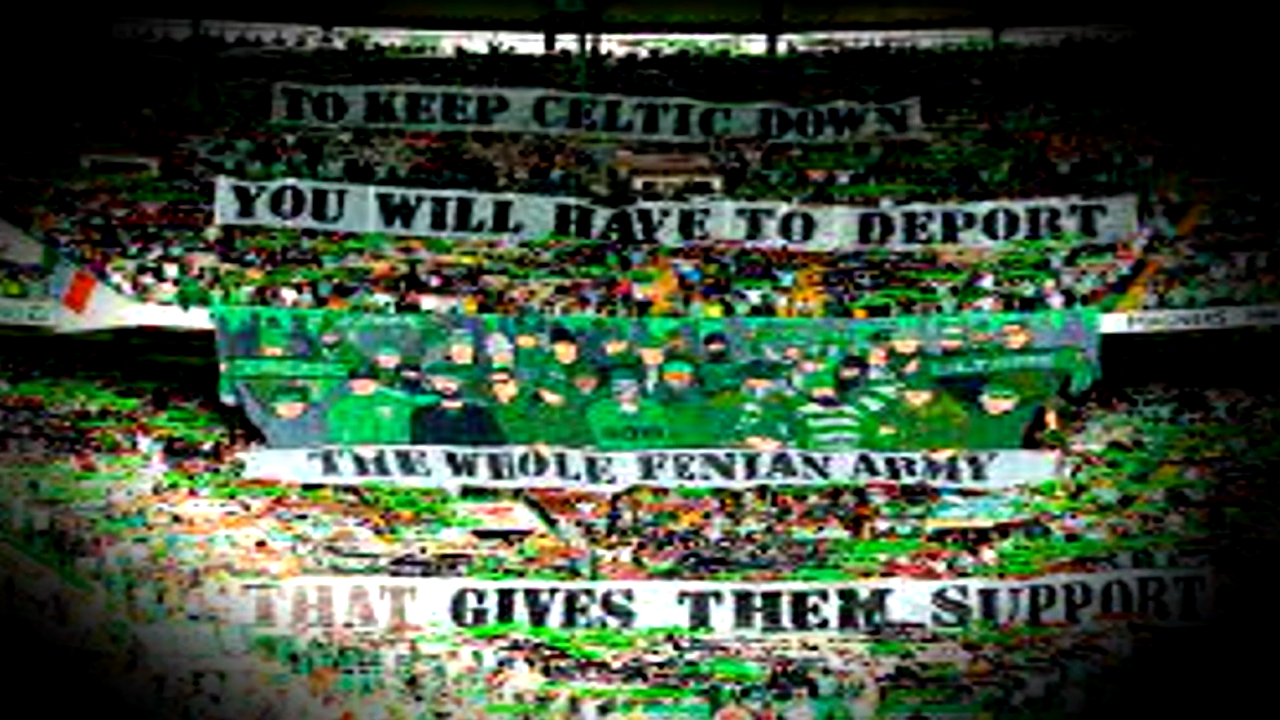 TO KEEP CELTIC DOWN
YOU WILL HAVE TO DEPORT
THE WHOLE FENIAN ARMY
THAT GIVES THEM SUPPORT